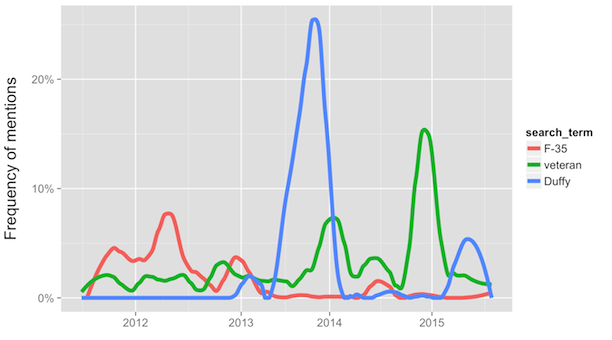 Frequency of mentions
20%
10%
0%
2012
2013
2014
2015
search_term
F-35
veteran
Duffy